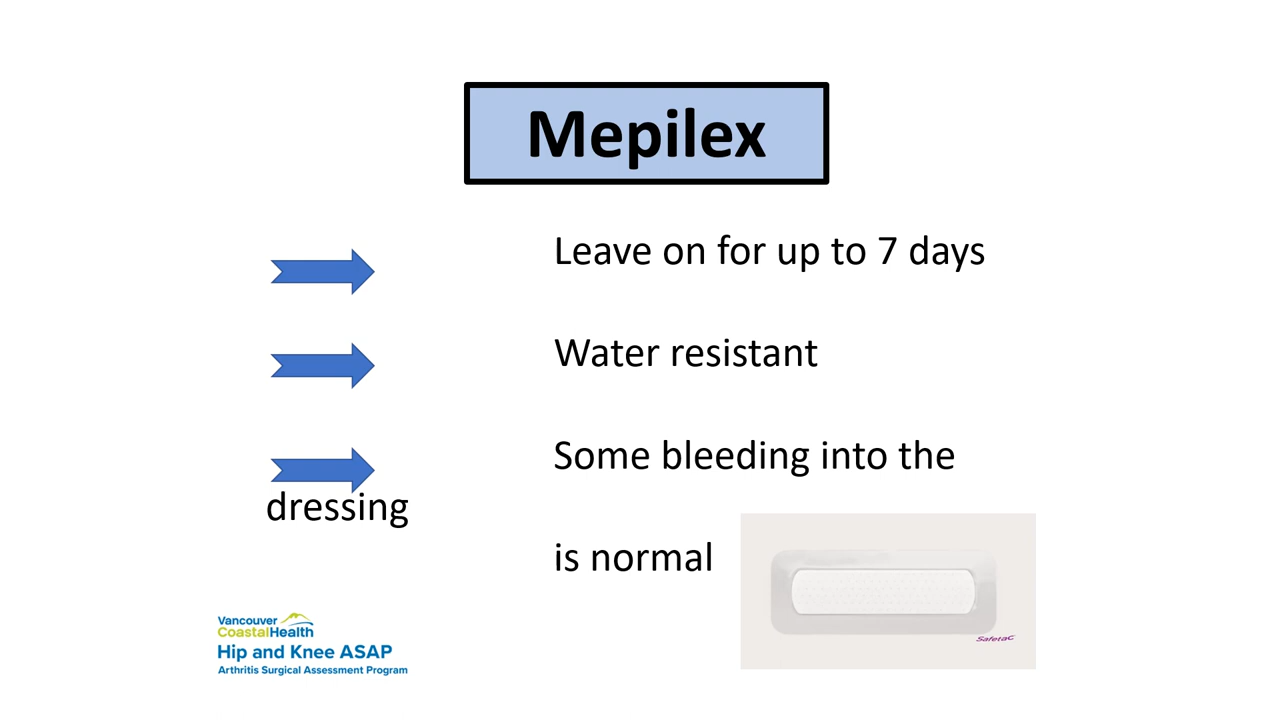 Mepilex
Leave on for up to 7 days
Water resistant
Some bleeding into the
dressing
is normal
Safetac
Vancouver
CoastalHealth
Hip and Knee ASAP
Arthritis Surgical Assessment Program